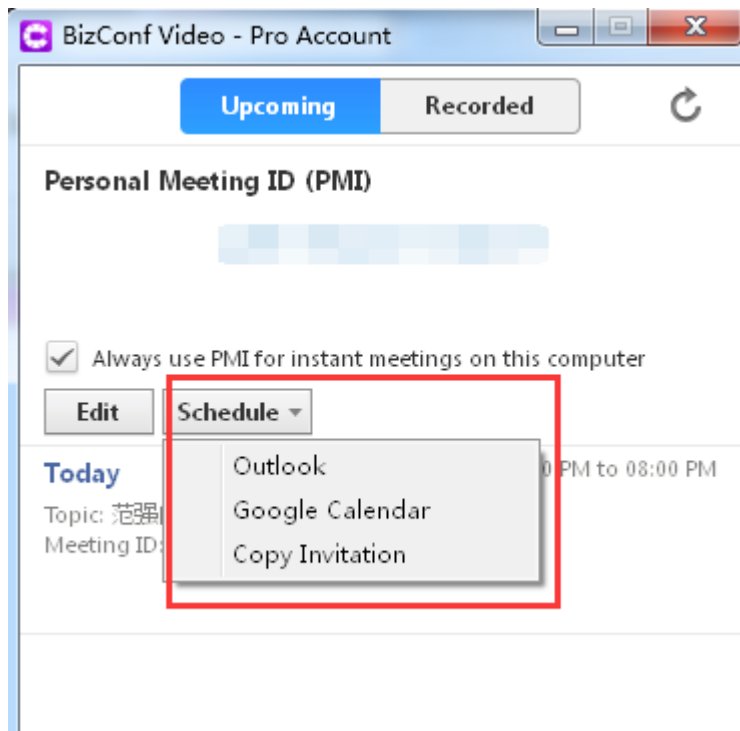 BizConf Video - Pro Account
Upcoming Recorded
Personal Meeting ID (PMI)
Always use PMI for instant meetings on this computer
Edit Schedule
Outlook
Google Calendar
Copy Invitation
Today PM to 08:00 PM
Topic: 范强
Meeting ID: